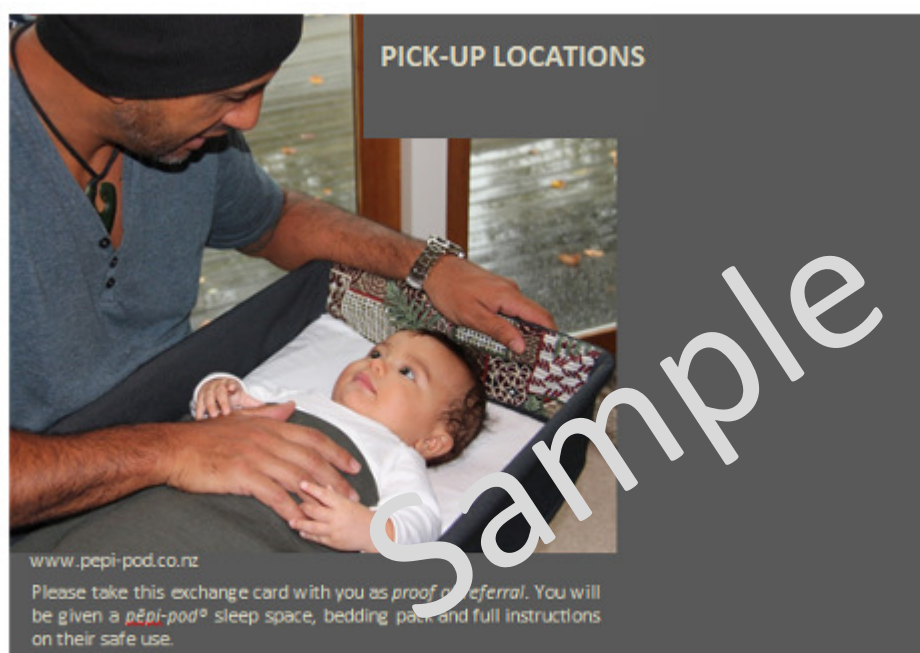 PICK-UP LOCATIONS
Sample
www.pepi-pod.co.nz
Please take this exchange card with you as proof of referral. You will
be given a pēpi-pod® sleep space, bedding pack and full instructions
on their safe use.